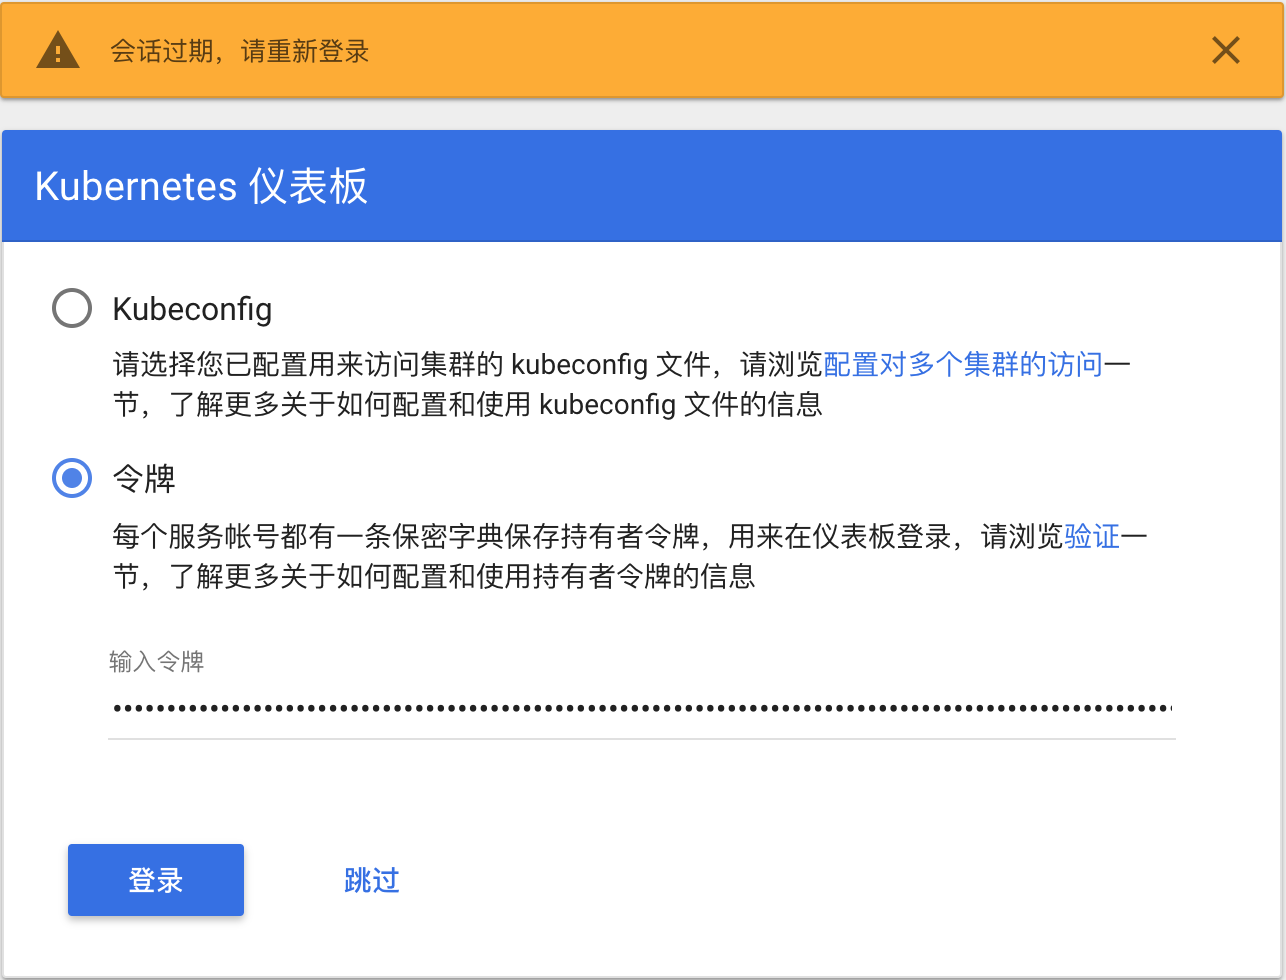 会话过期，请重新登录
Kubernetes 仪表板
Kubeconfig
请选择您已配置用来访问集群的 kubeconfig 文件，请浏览配置对多个集群的访问一
节，了解更多关于如何配置和使用 kubeconfig 文件的信息
令牌
每个服务帐号都有一条保密字典保存持有者令牌，用来在仪表板登录，请浏览验证一
节，了解更多关于如何配置和使用持有者令牌的信息
输入令牌
登录
跳过